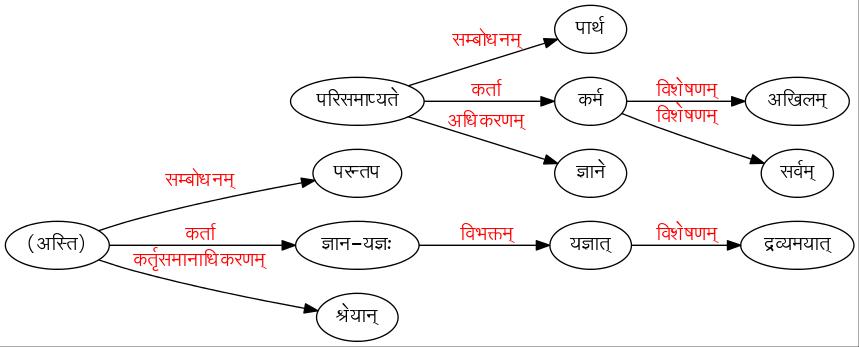 पार्थ
सम्बोधनम्
परिसमाप्यते कर्ता कर्म विशेषणम् अखिलम्
अधिकरणम् विशेषणम्
परन्तप ज्ञाने सर्वम्
सम्बोधनम्
(अस्ति) कर्ता ज्ञान-यज्ञः विभक्तम् यज्ञात् विशेषणम् द्रव्यमयात्
कर्तृसमानाधिकरणम्
श्रेयान्